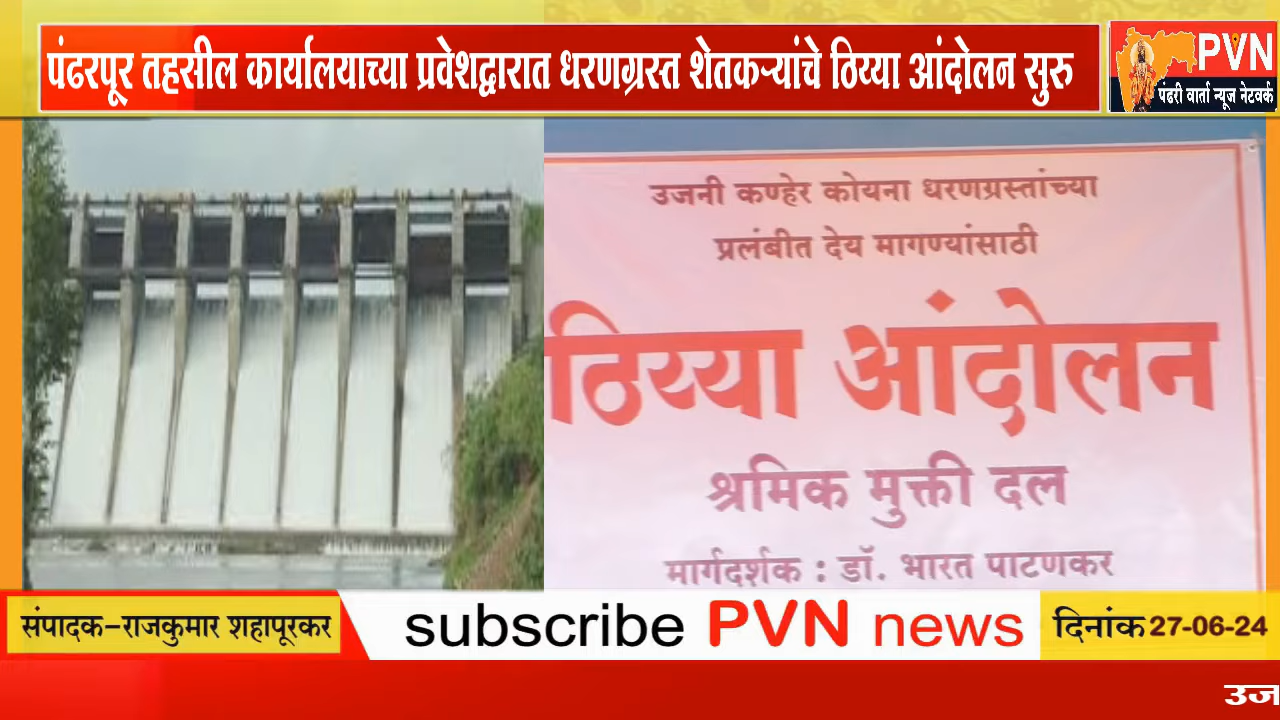 पंढरपूर तहसील कार्यालयाच्या प्रवेशद्वारात धरणग्रस्त शेतकऱ्यांचे ठिय्या आंदोलन सुरु
PVN
पंढरी वार्ता न्यूज नेटवर्क
उजनी कण्हेर कोयना धरणग्रस्तांच्या
प्रलंबीत देय मागण्यांसाठी
ठिय्या आंदोलन
श्रमिक मुक्ती दल
मार्गदर्शक : डॉ. भारत पाटणकर
संपादक–राजकुमार शहापूरकर
subscribe PVN news
दिनांक 27-06-24
उज